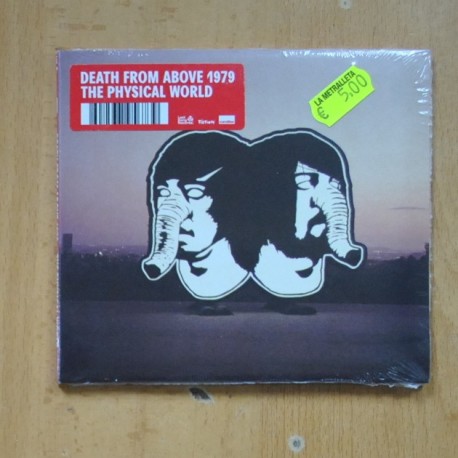 DEATH FROM ABOVE 1979
THE PHYSICAL WORLD
LA METRALLETA
€ 5,00